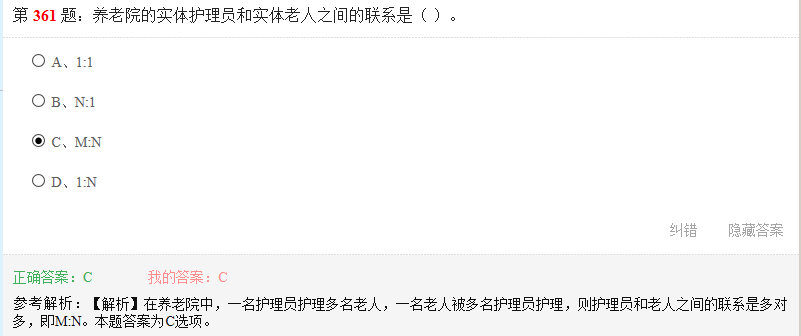 第 361 题：养老院的实体护理员和实体老人之间的联系是（ ）。
A、1:1
B、N:1
C、M:N
D、1:N
纠错 隐藏答案
正确答案：C 我的答案：C
参考解析：【解析】在养老院中，一名护理员护理多名老人，一名老人被多名护理员护理，则护理员和老人之间的联系是多对
多，即M:N。本题答案为C选项。